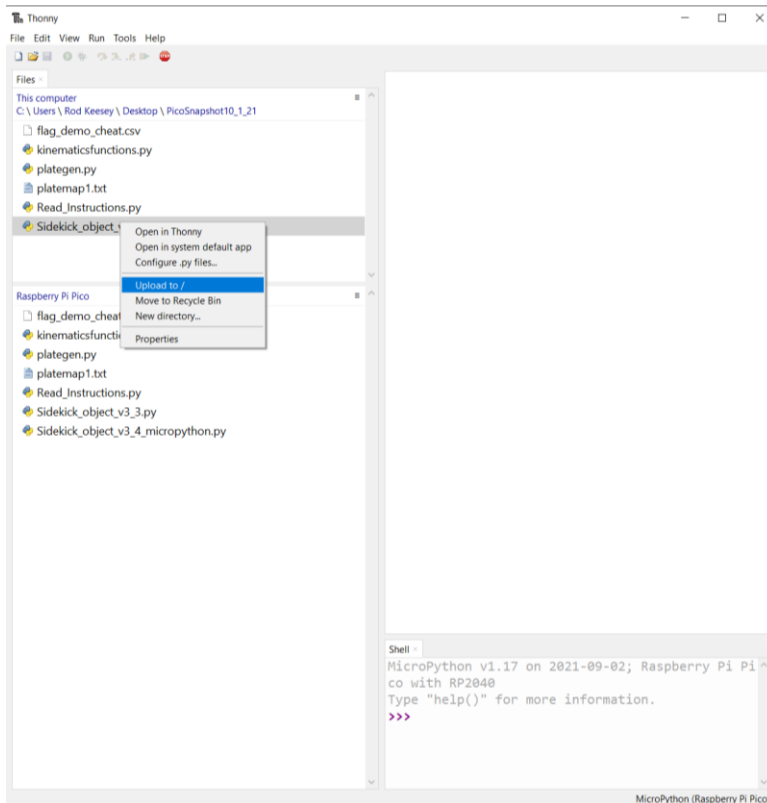 Thonny
File Edit View Run Tools Help
Files
This computer
C: \ Users \ Rod Keesey \ Desktop \ PicoSnapshot10_1_21
flag_demo_cheat.csv
kinematicsfunctions.py
plategen.py
platemap1.txt
Read_Instructions.py
Sidekick_object_v
Open in Thonny
Open in system default app
Configure .py files...
Upload to /
Move to Recycle Bin
New directory...
Properties
Raspberry Pi Pico
flag_demo_cheat
kinematicsfuncti
plategen.py
platemap1.txt
Read_Instructions.py
Sidekick_object_v3_3.py
Sidekick_object_v3_4_micropython.py
Shell
MicroPython v1.17 on 2021-09-02; Raspberry Pi Pi
co with RP2040
Type "help()" for more information.
>>>
MicroPython (Raspberry Pi Pico